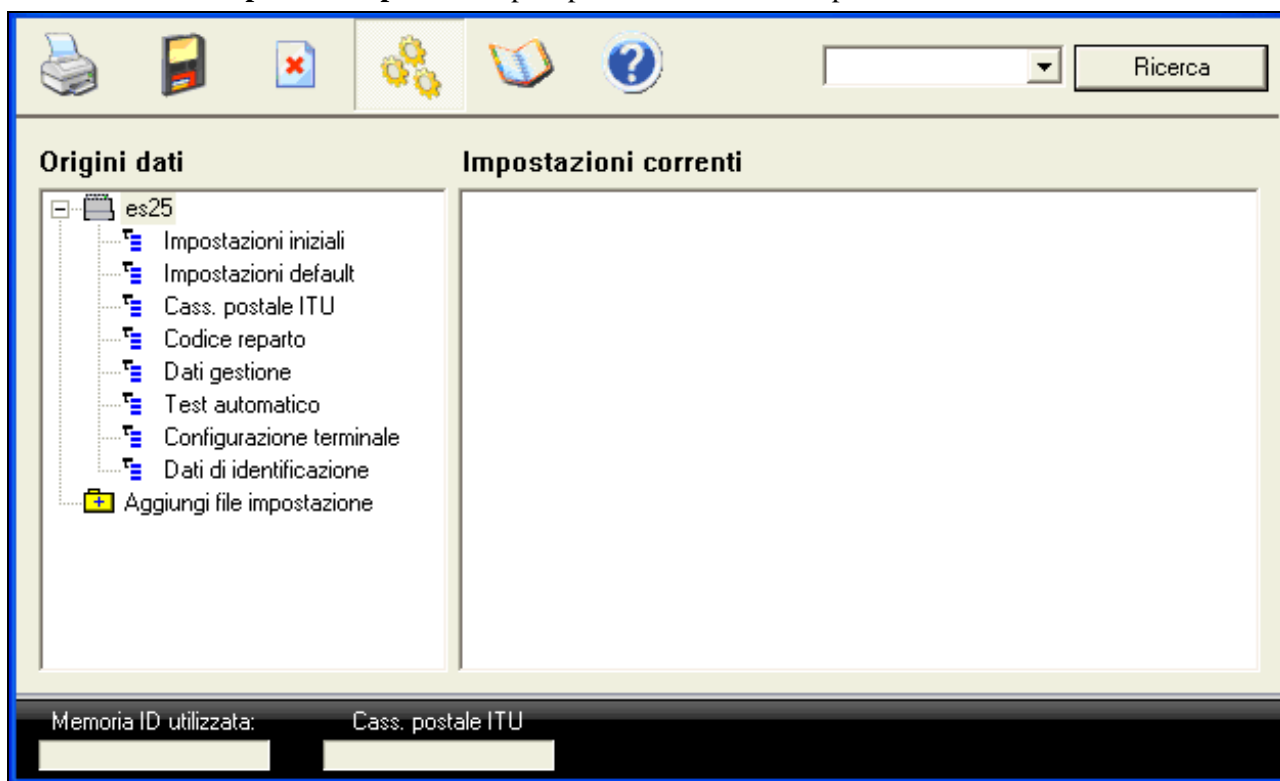 Ricerca
Origini dati
Impostazioni correnti
es25
Impostazioni iniziali
Impostazioni default
Cass. postale ITU
Codice reparto
Dati gestione
Test automatico
Configurazione terminale
Dati di identificazione
Aggiungi file impostazione
Memoria ID utilizzata:
Cass. postale ITU